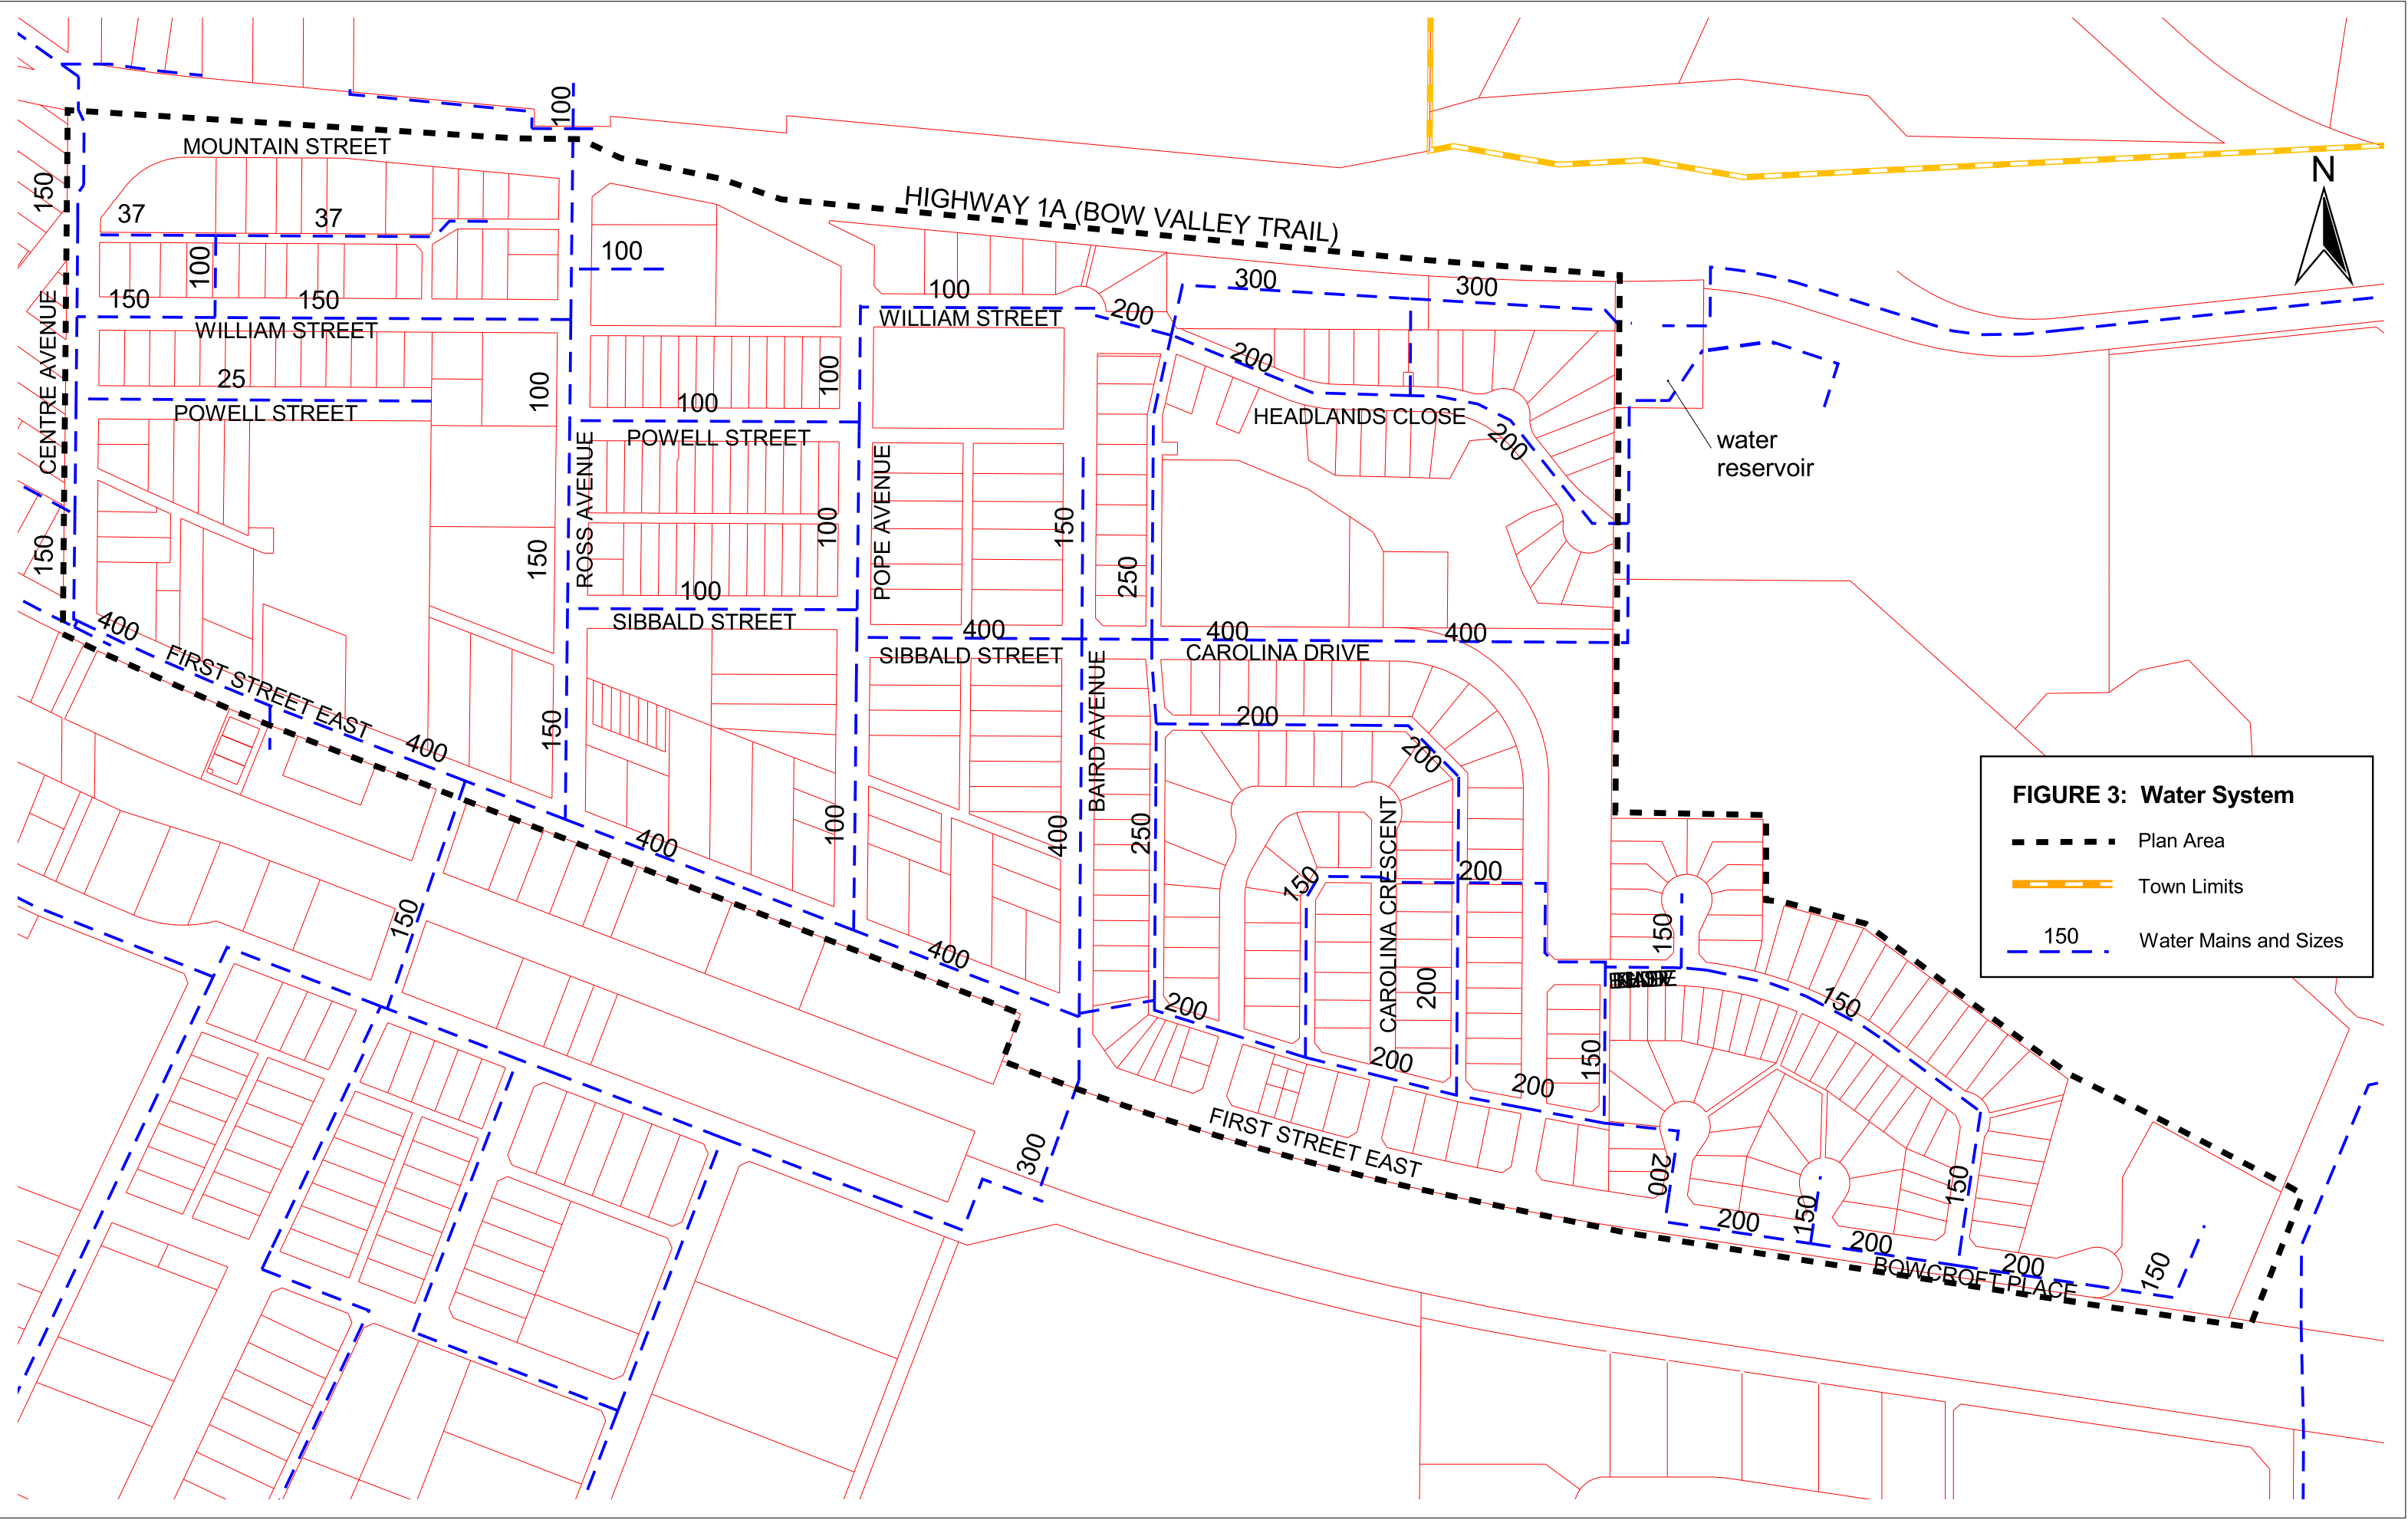 100
MOUNTAIN STREET
150
N
37
37
HIGHWAY 1A (BOW VALLEY TRAIL)
100
100
150
150
WILLIAM STREET
300
300
100
WILLIAM STREET
200
CENTRE AVENUE
25
POWELL STREET
100
100
100
POWELL STREET
200
HEADLANDS CLOSE
200
water
reservoir
ROSS AVENUE
POPE AVENUE
150
150
100
150
250
100
SIBBALD STREET
400
FIRST STREET EAST
400
SIBBALD STREET
400
CAROLINA DRIVE
400
BAIRD AVENUE
150
400
200
200
400
100
400
250
CAROLINA CRESCENT
200
150
FIGURE 3: Water System
Plan Area
Town Limits
150
Water Mains and Sizes
150
400
150
200
200
150
200
200
150
FIRST STREET EAST
300
200
150
150
200
200
200
150
BOWCROFT PLACE